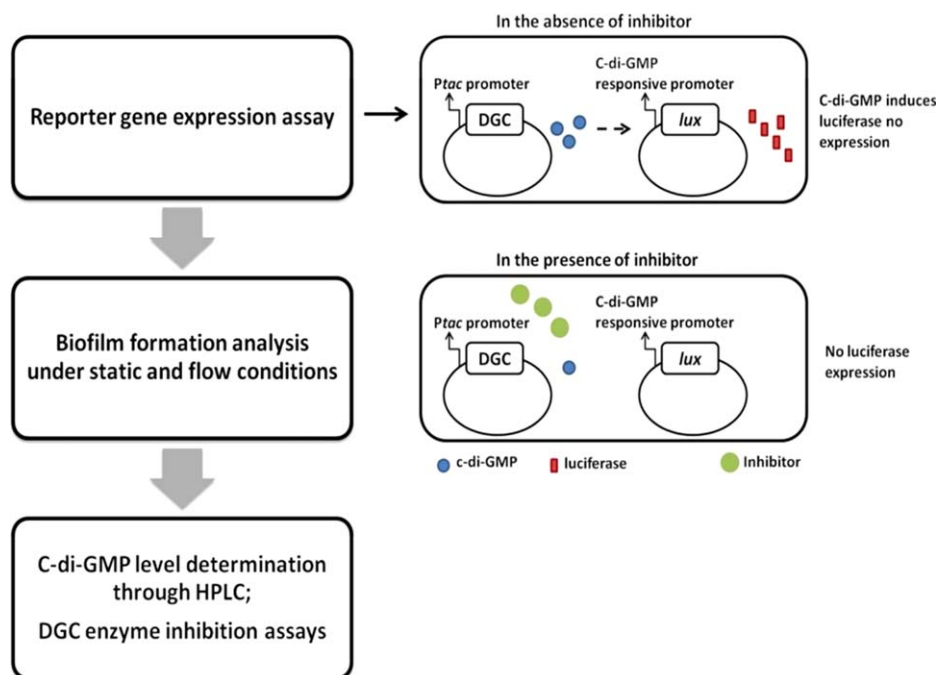 Reporter gene expression assay
In the absence of inhibitor
Ptac promoter
C-di-GMP
responsive promoter
DGC
lux
C-di-GMP induces
luciferase no
expression
Biofilm formation analysis
under static and flow conditions
In the presence of inhibitor
Ptac promoter
C-di-GMP
responsive promoter
DGC
lux
No luciferase
expression
c-di-GMP
luciferase
Inhibitor
C-di-GMP level determination
through HPLC;
DGC enzyme inhibition assays